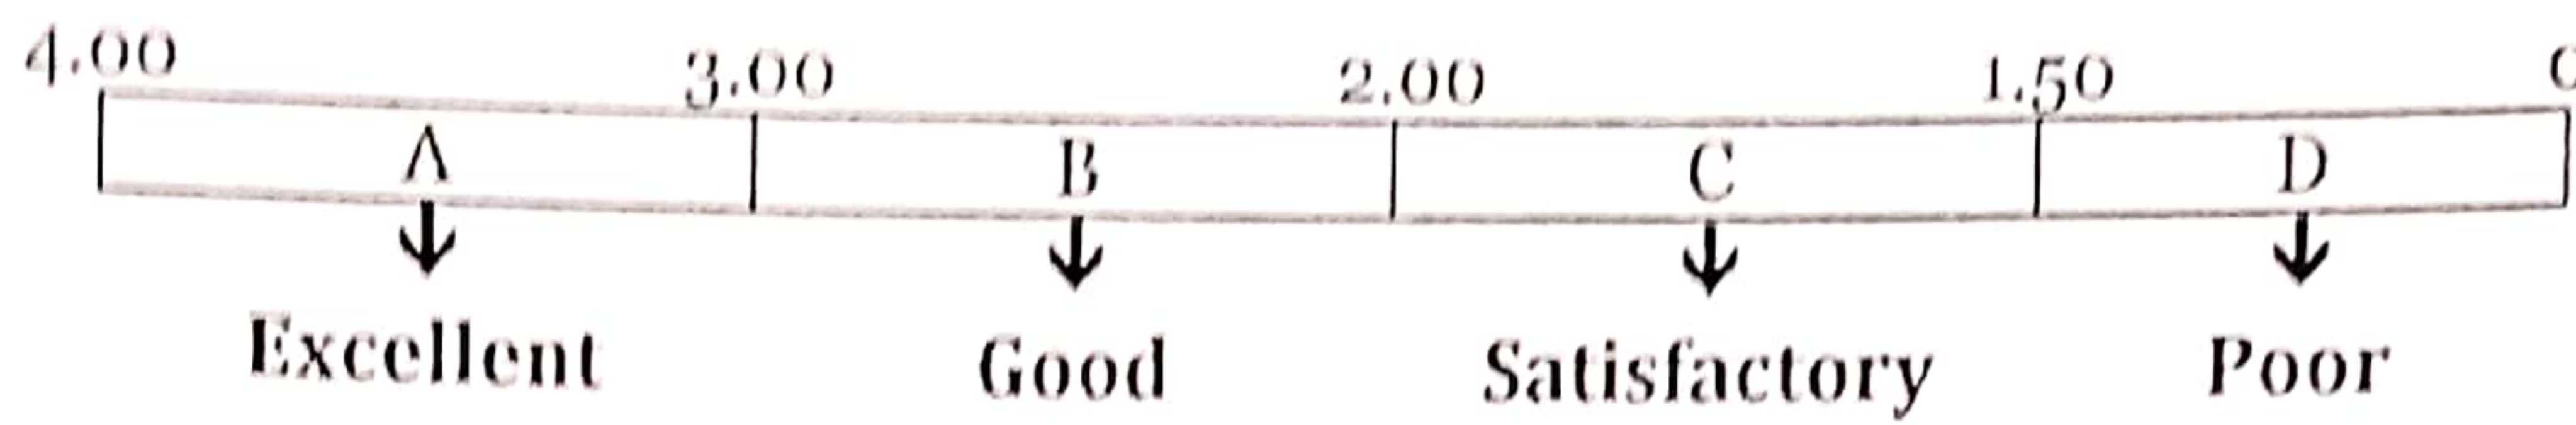 4.00 3.00 2.00 1.50
A B C D
Excellent Good Satisfactory Poor